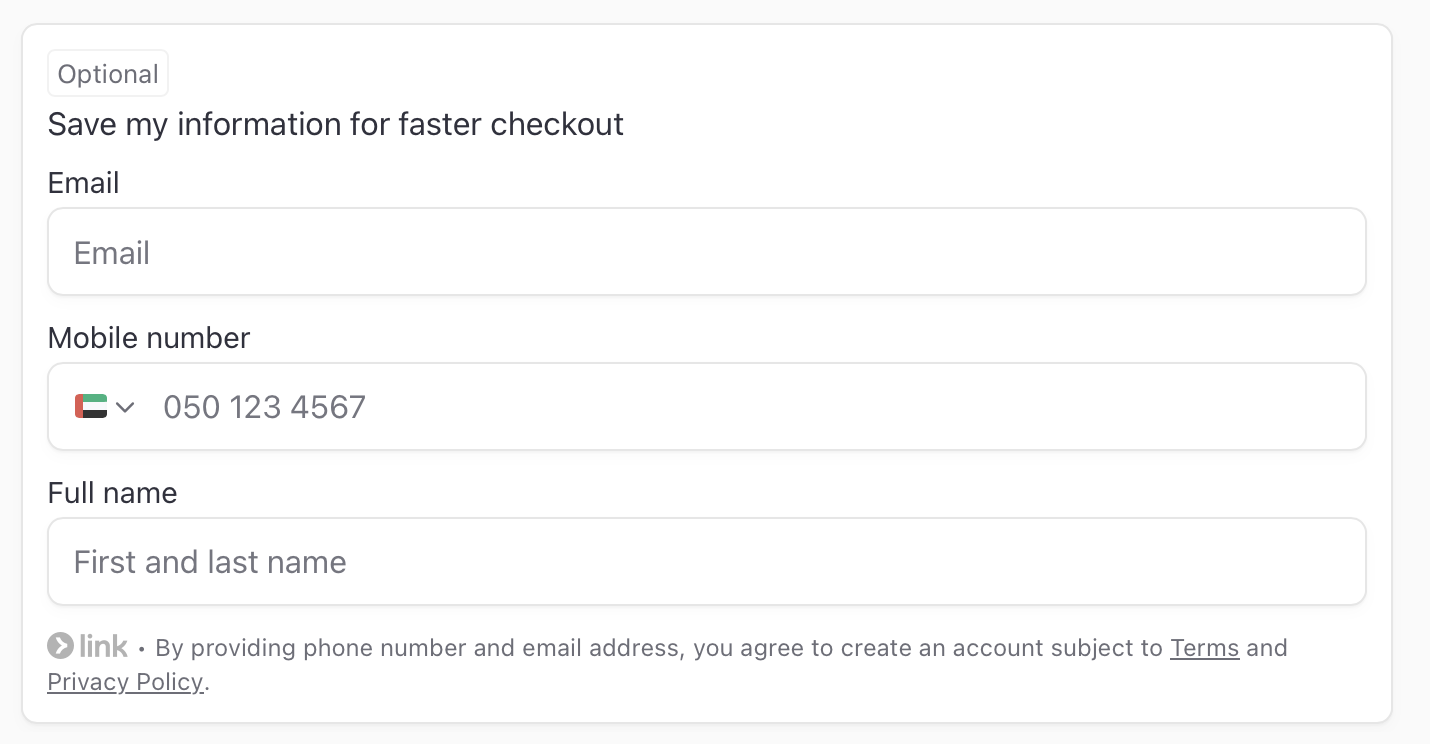 Optional
Save my information for faster checkout
Email
Email
Mobile number
050 123 4567
Full name
First and last name
link • By providing phone number and email address, you agree to create an account subject to Terms and
Privacy Policy.